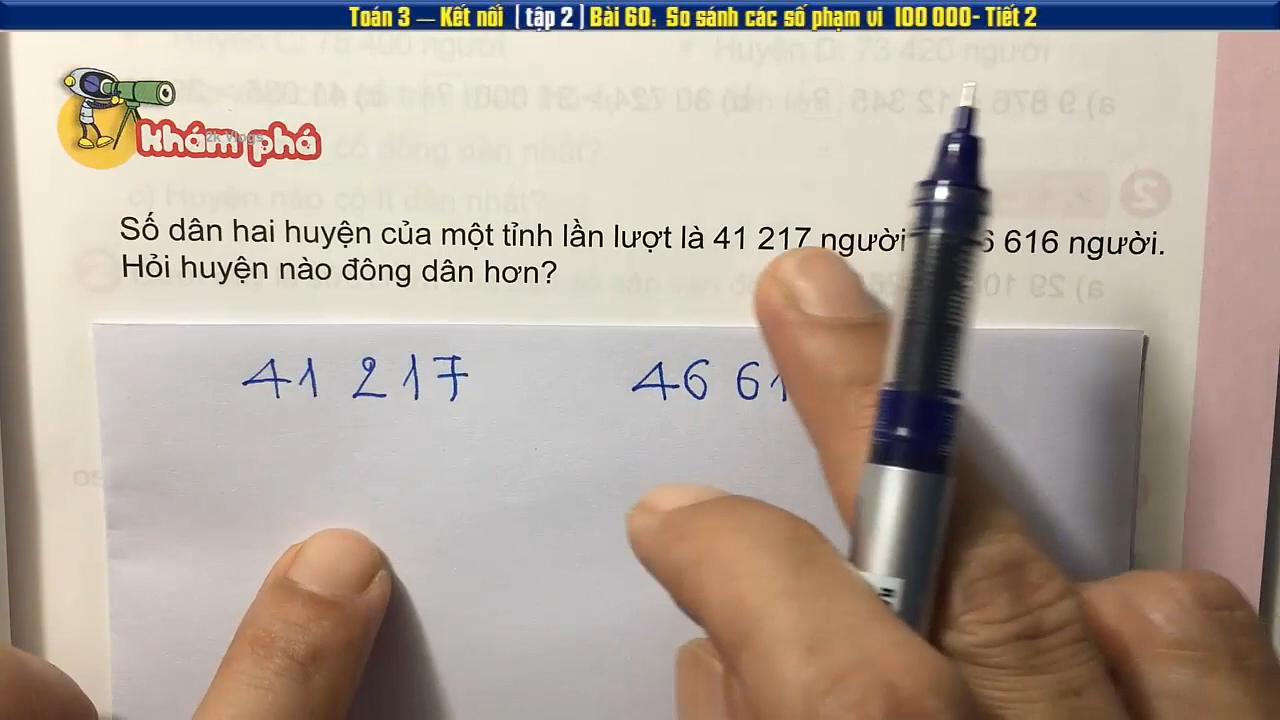 Toán 3 – Kết nối [ tập 2 ] Bài 60: So sánh các số phạm vi 100 000- Tiết 2
khám phá
2k vlogs
Số dân hai huyện của một tỉnh lần lượt là 41 217 người 6 616 người.
Hỏi huyện nào đông dân hơn?
41 217 46 61